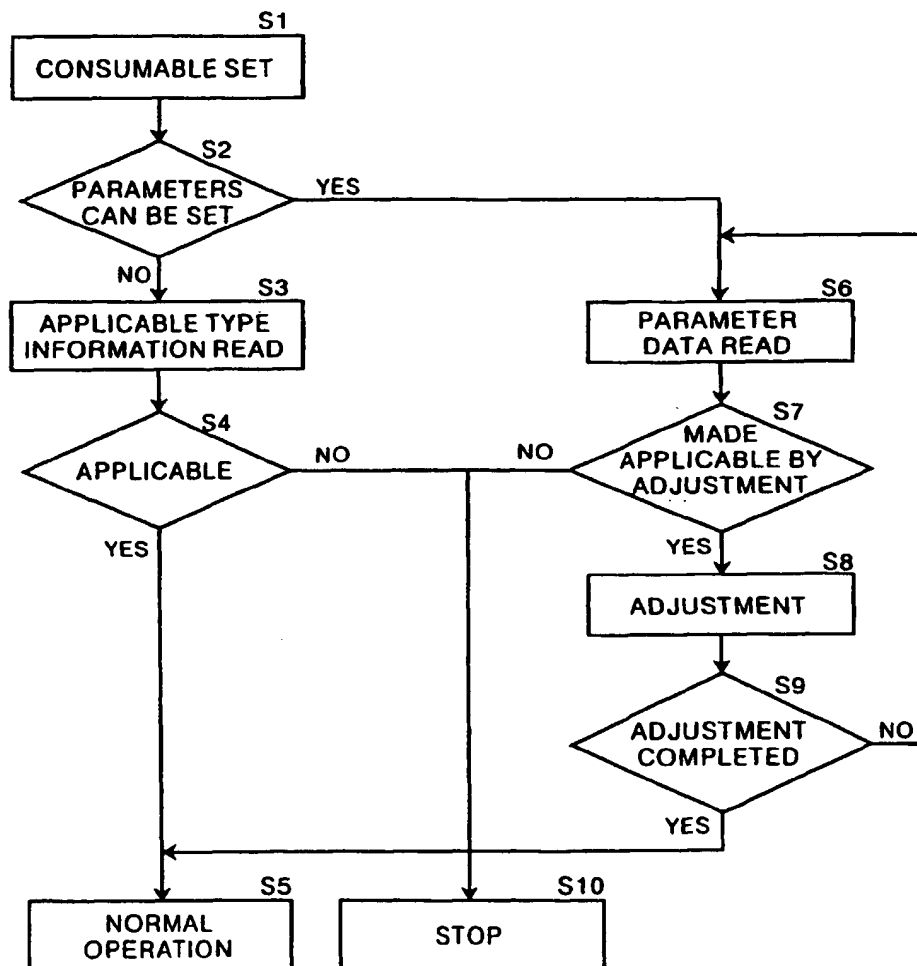 S1
CONSUMABLE SET
S2
PARAMETERS
CAN BE SET
YES
NO
S3
APPLICABLE TYPE
INFORMATION READ
S6
PARAMETER
DATA READ
S4
APPLICABLE
NO
YES
S7
MADE
APPLICABLE BY
ADJUSTMENT
NO
YES
S8
ADJUSTMENT
S9
ADJUSTMENT
COMPLETED
NO
YES
S5
NORMAL
OPERATION
S10
STOP